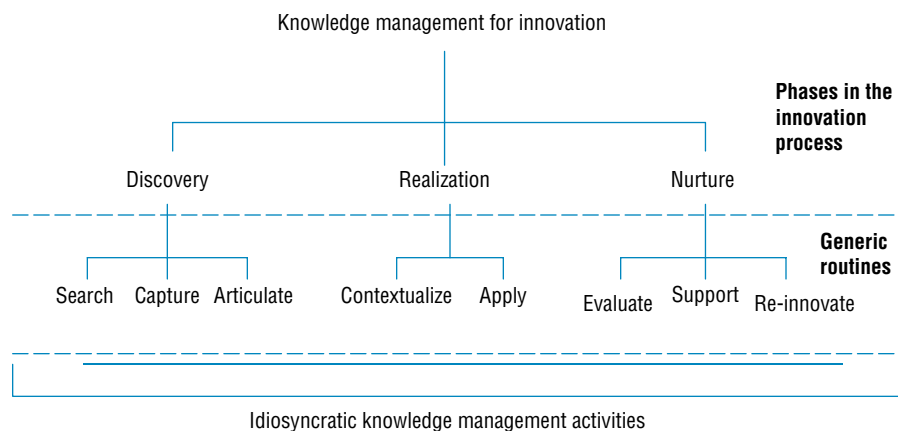 Knowledge management for innovation
Phases in the
innovation
process
Discovery Realization Nurture
Generic
routines
Search Capture Articulate Contextualize Apply Evaluate Support Re-innovate
Idiosyncratic knowledge management activities